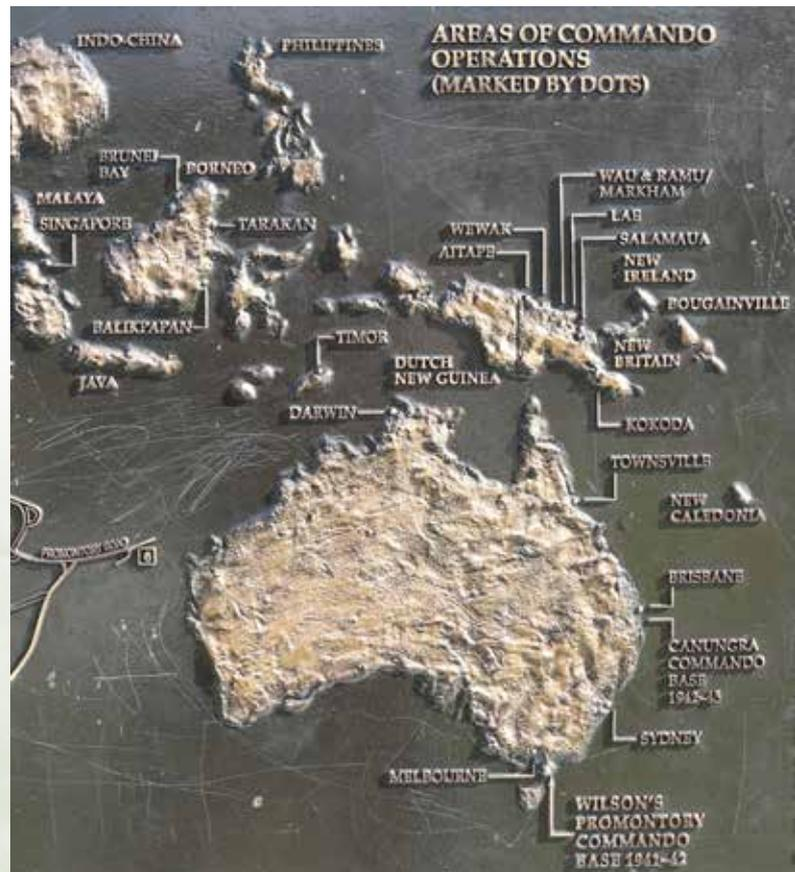 AREAS OF COMMANDO
OPERATIONS
(MARKED BY DOTS)
INDO-CHINA
PHILIPPINES
BRUNEI
BAY
BORNEO
MALAYA
SINGAPORE
TARAKAN
BALIKPAPAN
JAVA
WAU & RAMU/
MARKHAM
LAE
SALAMAUA
WEWAK
AITAPE
NEW
IRELAND
BOUGAINVILLE
NEW
BRITAIN
TIMOR
DUTCH
NEW GUINEA
DARWIN
KOKODA
TOWNSVILLE
NEW
CALEDONIA
PROMONTORY ROAD
6
BRISBANE
CANUNGRA
COMMANDO
BASE
1942-43
SYDNEY
MELBOURNE
WILSON'S
PROMONTORY
COMMANDO
BASE 1941-42